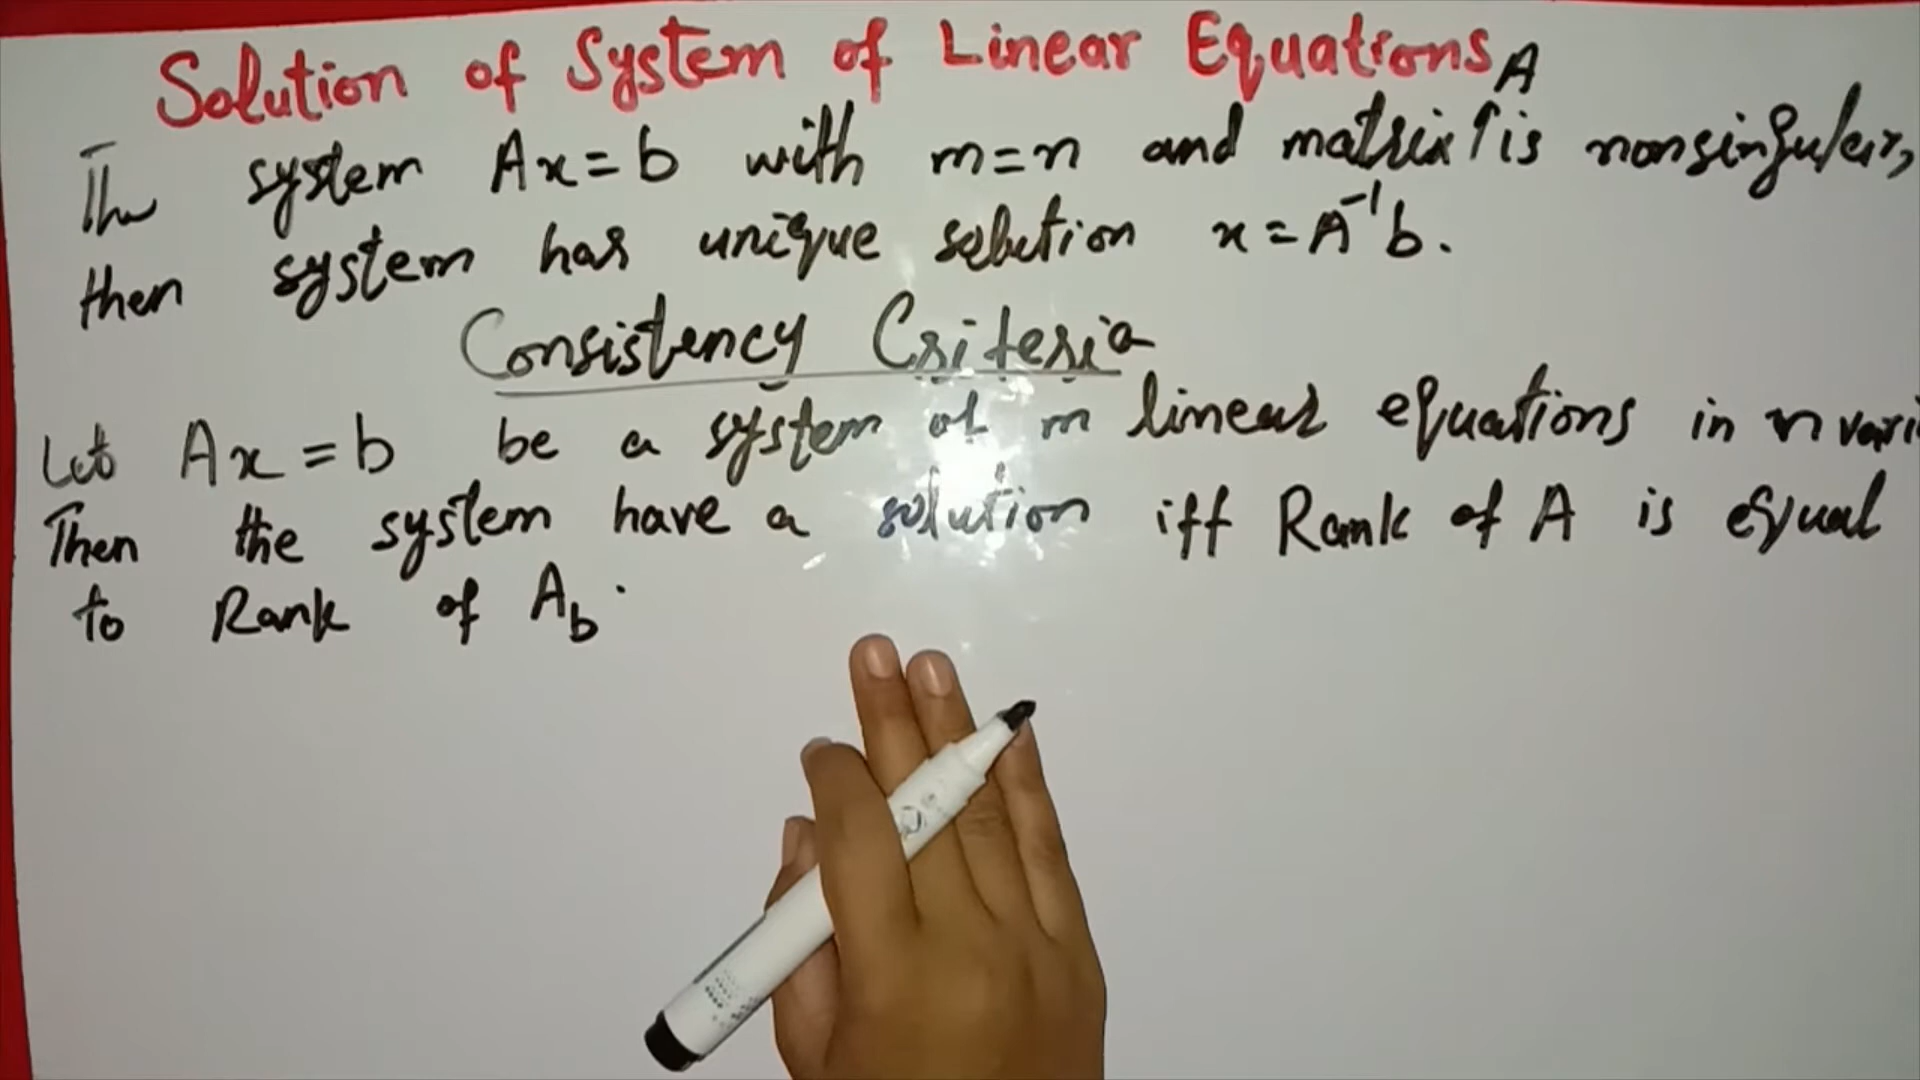 Solution of System of Linear Equations
The system Ax = b with m = n and matrix A is nonsingular,
then system has unique solution x = A⁻¹b.
Consistency Criteria
Let Ax = b be a system of m linear equations in n vari
Then the system have a solution iff Rank of A is equal
to Rank of A_b.